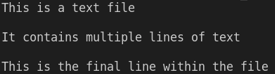 This is a text file
It contains multiple lines of text
This is the final line within the file